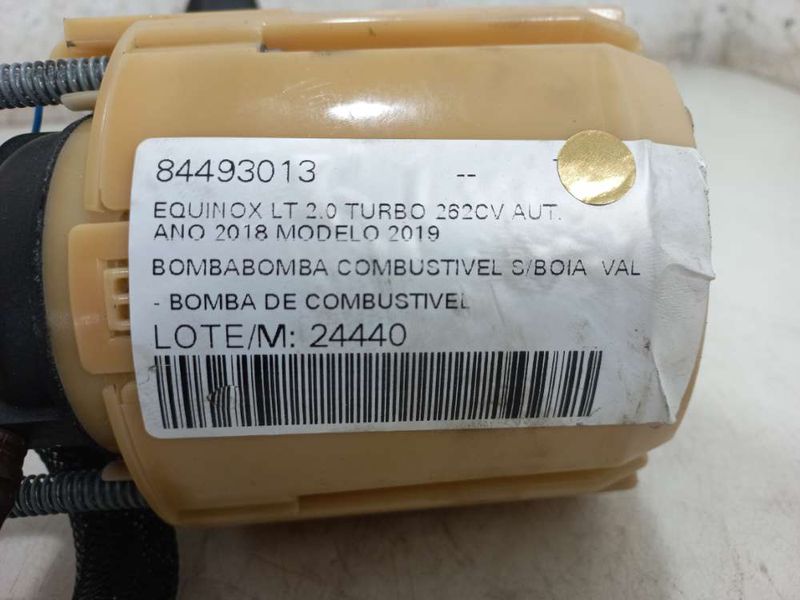 84493013 --
EQUINOX LT 2.0 TURBO 262CV AUT.
ANO 2018 MODELO 2019
BOMBABOMBA COMBUSTIVEL S/BOIA VAL
- BOMBA DE COMBUSTIVEL
LOTE/M: 24440